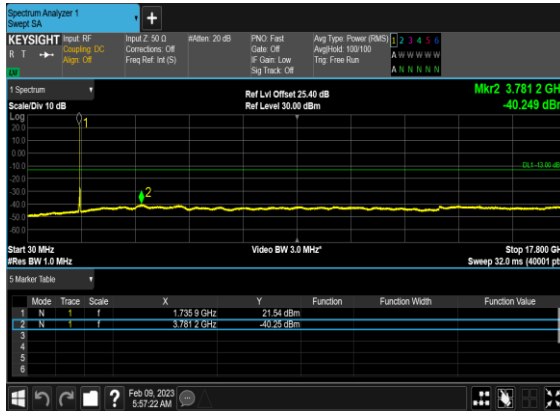 Spectrum Analyzer 1
Swept SA
+
KEYSIGHT Input: RF Input Z: 50 Ω #Atten: 20 dB PNO: Fast Avg Type: Power (RMS) 1 2 3 4 5 6
R T Coupling: DC Corrections: Off Gate: Off Avg|Hold: 100/100 A W W W W W
Align: Off Freq Ref: Int (S) IF Gain: Low Trig: Free Run
Sig Track: Off A N N N N N
1 Spectrum Ref Lvl Offset 25.40 dB Mkr2 3.781 2 GH
Scale/Div 10 dB Ref Level 30.00 dBm -40.249 dBr
Log
20.0
10.0
0.00
-10.0
-20.0
-30.0
-40.0
-50.0
-60.0
1
DL1 -13.00 dB
2
Start 30 MHz Video BW 3.0 MHz* Stop 17.800 GH
#Res BW 1.0 MHz Sweep 32.0 ms (40001 pt
5 Marker Table
Mode Trace Scale X Y Function Function Width Function Value
1 N 1 f 1.735 9 GHz 21.54 dBm
2 N 1 f 3.781 2 GHz -40.25 dBm
3
4
5
6
? Feb 09, 2023
5:57:22 AM